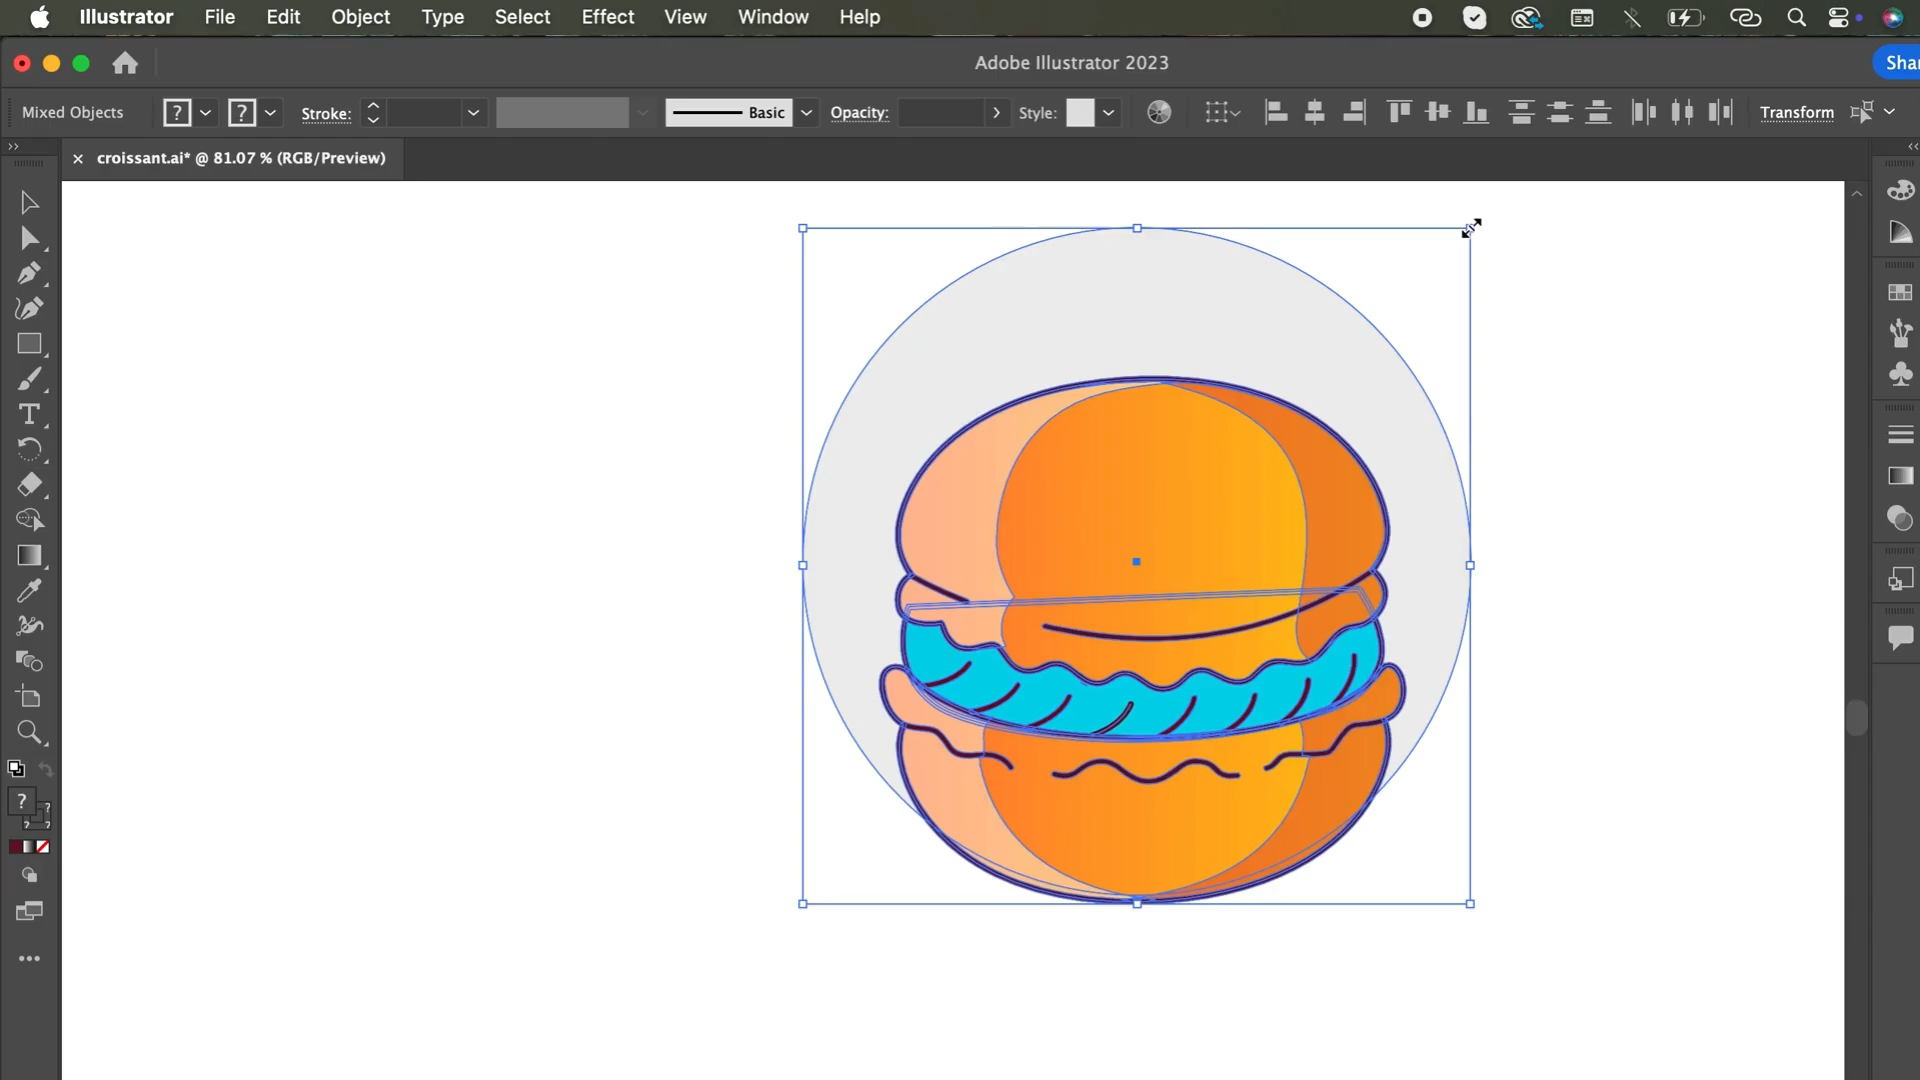 Illustrator File Edit Object Type Select Effect View Window Help
Adobe Illustrator 2023
Shar
Mixed Objects ? ? Stroke: Basic Opacity: Style: Transform
× croissant.ai* @ 81.07 % (RGB/Preview)
T
?
?
? ?